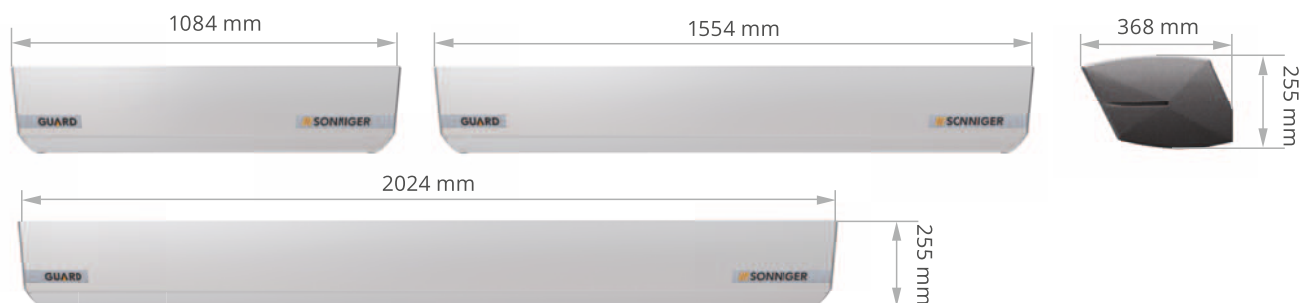 1084 mm
1554 mm
368 mm
255 mm
GUARD
SONNIGER
GUARD
SONNIGER
2024 mm
255 mm
GUARD
SONNIGER